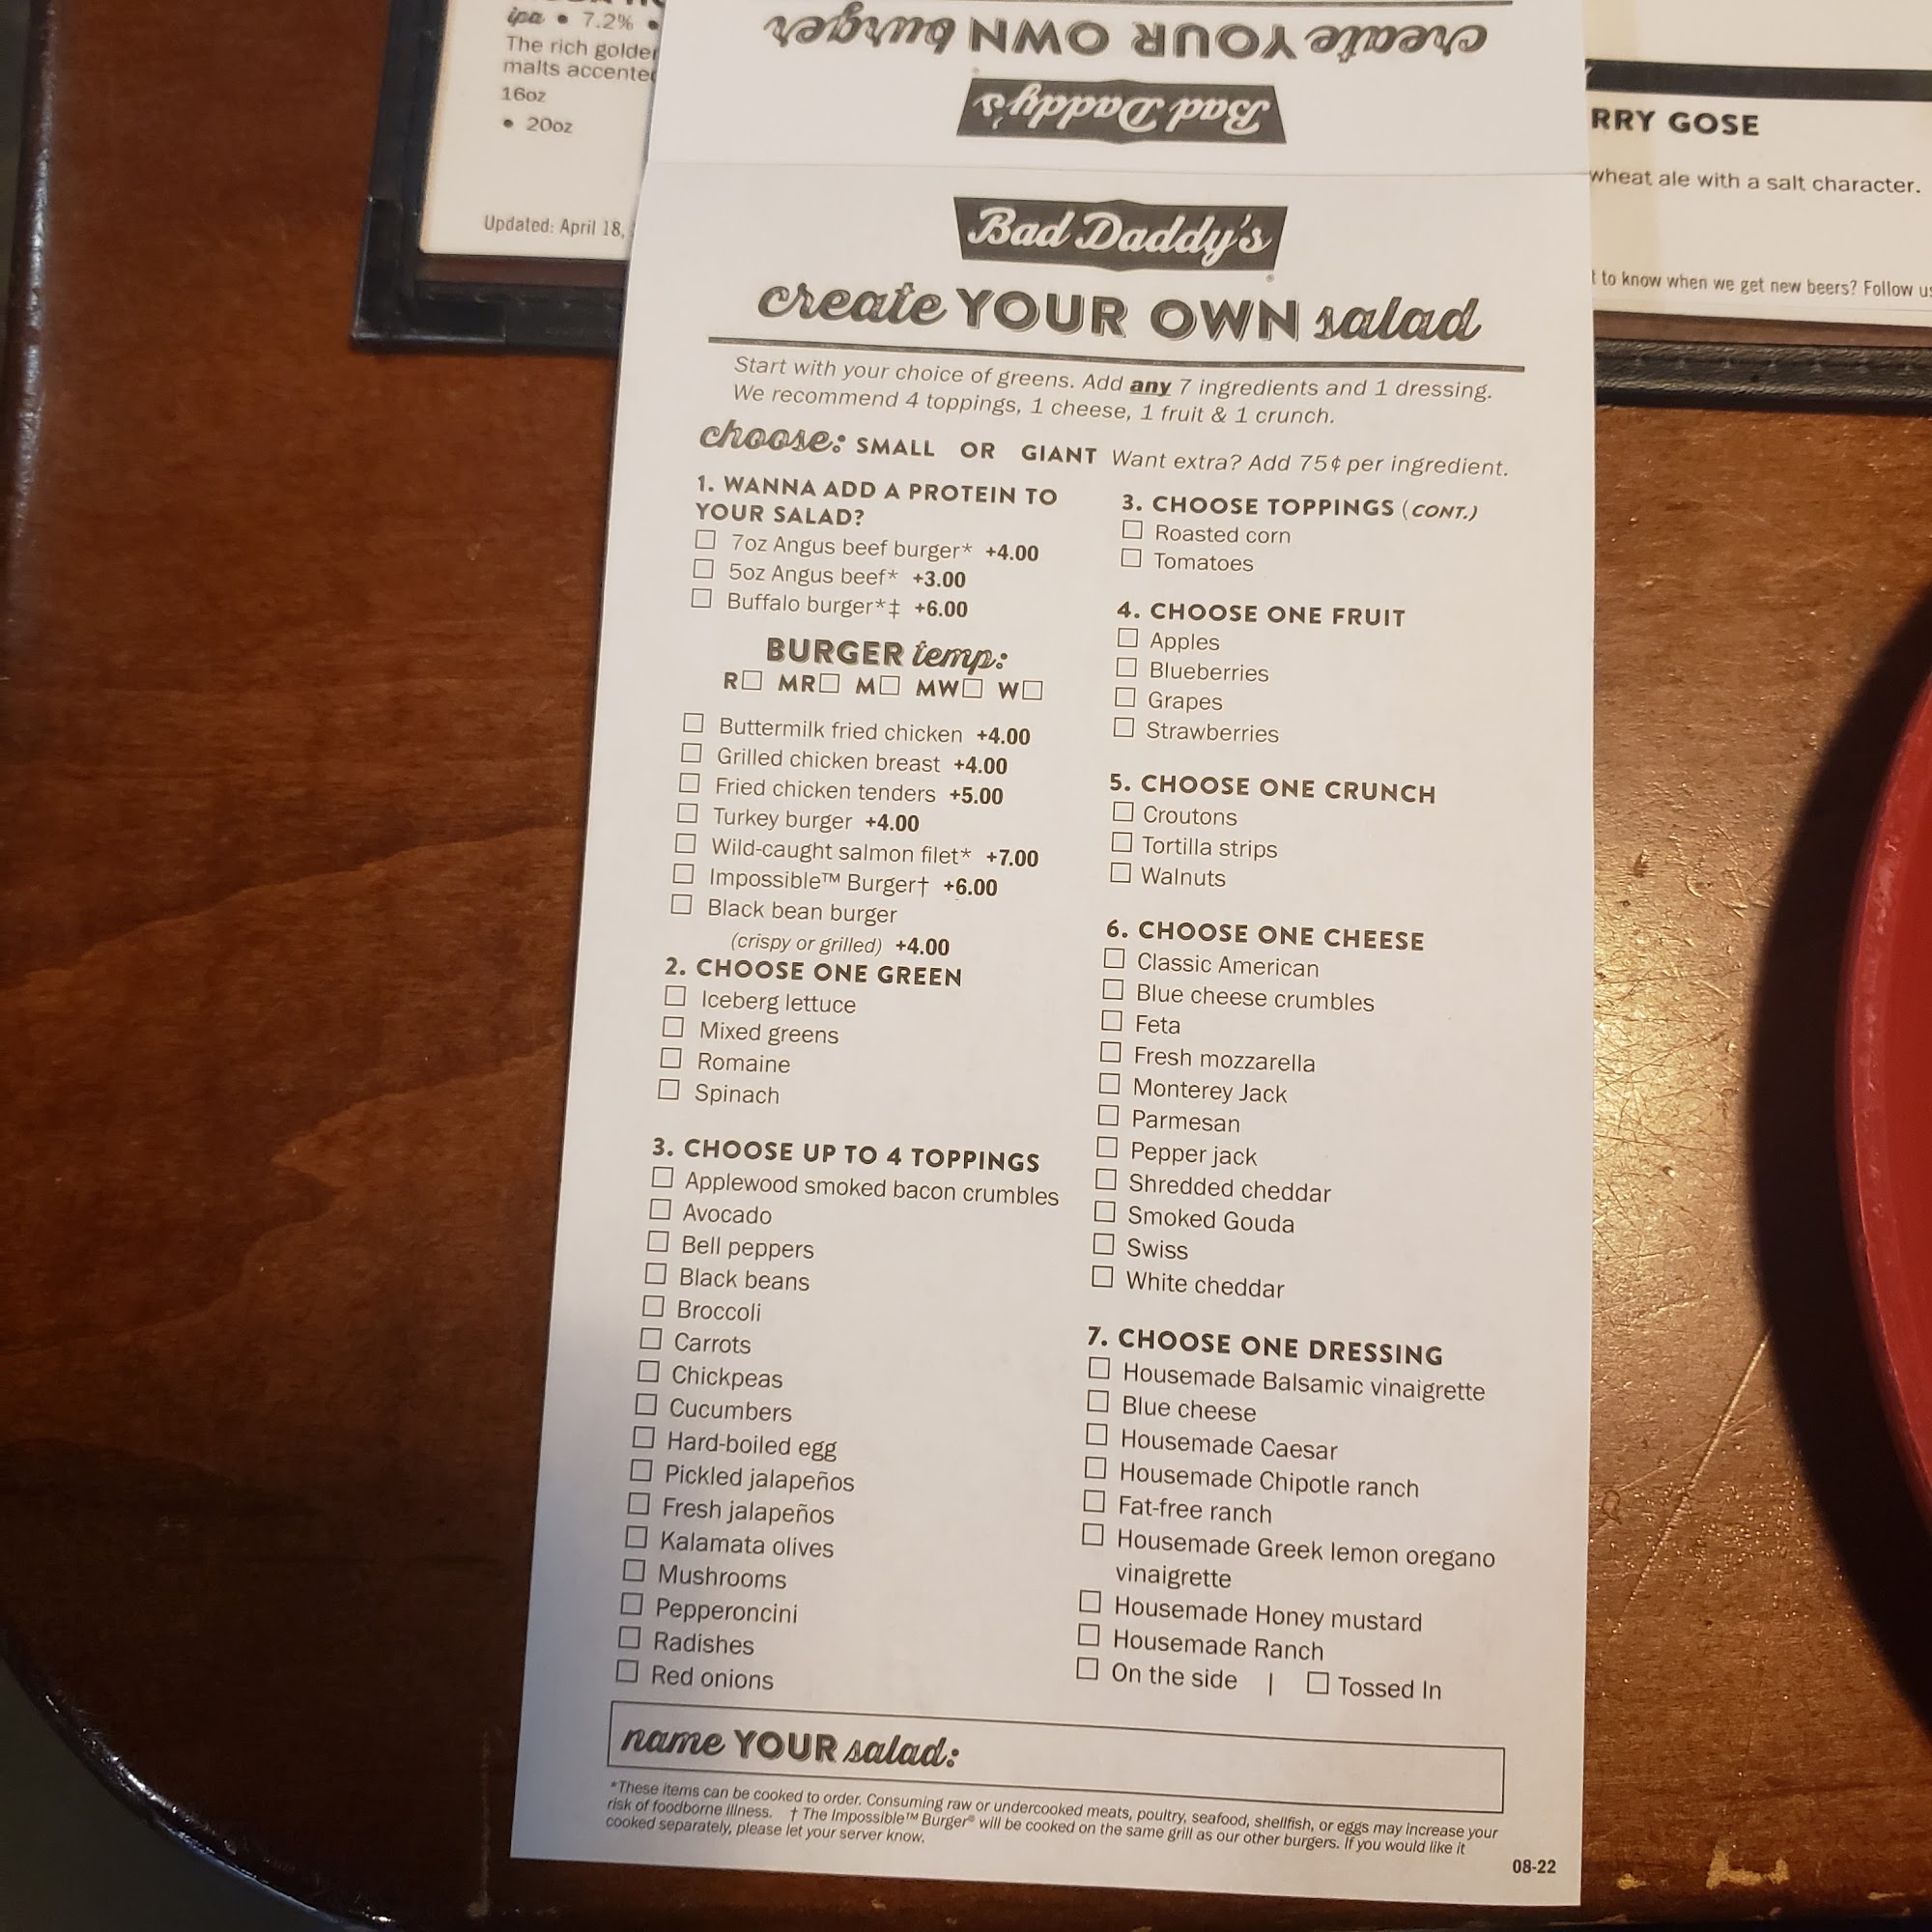 ipa • 7.2% •
The rich golden
malts accented
16oz
• 20oz
Updated: April 18,
create YOUR OWN burger
Bad Daddy's
RRY GOSE
wheat ale with a salt character.
to know when we get new beers? Follow us
Bad Daddy's
create YOUR OWN salad
Start with your choice of greens. Add any 7 ingredients and 1 dressing.
We recommend 4 toppings, 1 cheese, 1 fruit & 1 crunch.
choose: SMALL OR GIANT Want extra? Add 75¢ per ingredient.
1. WANNA ADD A PROTEIN TO
YOUR SALAD?
7oz Angus beef burger* +4.00
5oz Angus beef* +3.00
Buffalo burger*‡ +6.00
BURGER temp:
R☐ MR☐ M☐ MW☐ W☐
Buttermilk fried chicken +4.00
Grilled chicken breast +4.00
Fried chicken tenders +5.00
Turkey burger +4.00
Wild-caught salmon filet* +7.00
Impossible™ Burger† +6.00
Black bean burger
(crispy or grilled) +4.00
2. CHOOSE ONE GREEN
Iceberg lettuce
Mixed greens
Romaine
Spinach
3. CHOOSE UP TO 4 TOPPINGS
Applewood smoked bacon crumbles
Avocado
Bell peppers
Black beans
Broccoli
Carrots
Chickpeas
Cucumbers
Hard-boiled egg
Pickled jalapeños
Fresh jalapeños
Kalamata olives
Mushrooms
Pepperoncini
Radishes
Red onions
3. CHOOSE TOPPINGS (CONT.)
Roasted corn
Tomatoes
4. CHOOSE ONE FRUIT
Apples
Blueberries
Grapes
Strawberries
5. CHOOSE ONE CRUNCH
Croutons
Tortilla strips
Walnuts
6. CHOOSE ONE CHEESE
Classic American
Blue cheese crumbles
Feta
Fresh mozzarella
Monterey Jack
Parmesan
Pepper jack
Shredded cheddar
Smoked Gouda
Swiss
White cheddar
7. CHOOSE ONE DRESSING
Housemade Balsamic vinaigrette
Blue cheese
Housemade Caesar
Housemade Chipotle ranch
Fat-free ranch
Housemade Greek lemon oregano
vinaigrette
Housemade Honey mustard
Housemade Ranch
On the side | Tossed In
name YOUR salad:
*These items can be cooked to order. Consuming raw or undercooked meats, poultry, seafood, shellfish, or eggs may increase your
risk of foodborne illness. † The Impossible™ Burger® will be cooked on the same grill as our other burgers. If you would like it
cooked separately, please let your server know.
08-22